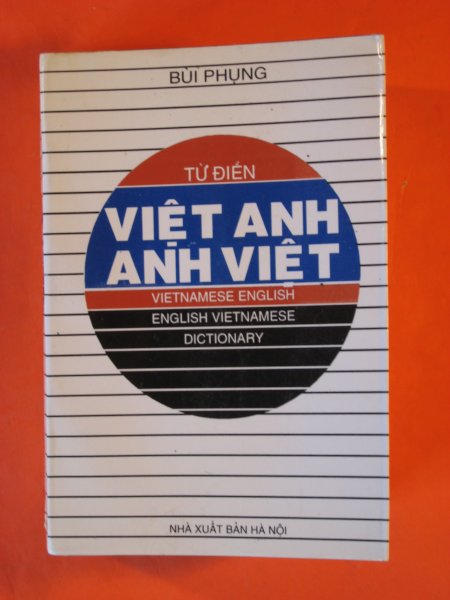 BÙI PHỤNG
TỪ ĐIỂN
VIỆT ANH
ANH VIỆT
VIETNAMESE ENGLISH
ENGLISH VIETNAMESE
DICTIONARY
NHÀ XUẤT BẢN HÀ NỘI